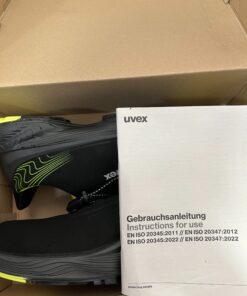 uvex
Gebrauchsanleitung
Instructions for use
EN ISO 20345:2011 // EN ISO 20347:2012
EN ISO 20345:2022 // EN ISO 20347:2022